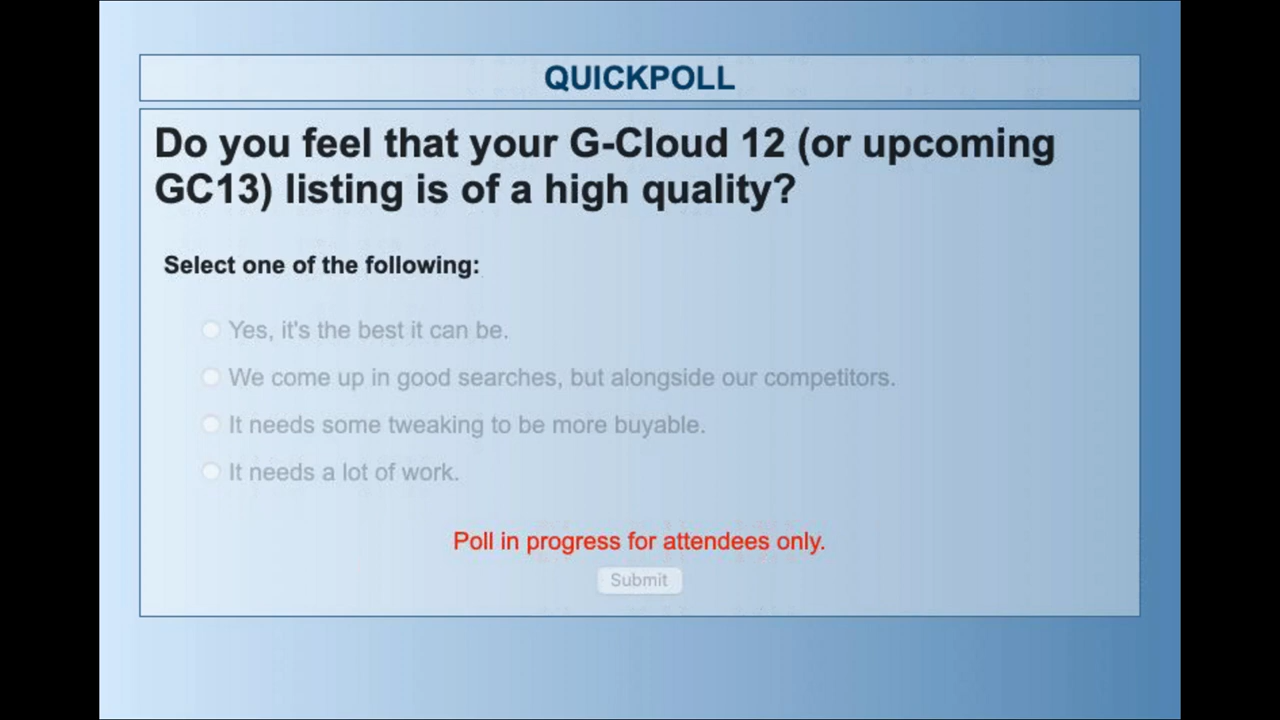 QUICKPOLL
Do you feel that your G-Cloud 12 (or upcoming
GC13) listing is of a high quality?
Select one of the following:
Yes, it's the best it can be.
We come up in good searches, but alongside our competitors.
It needs some tweaking to be more buyable.
It needs a lot of work.
Poll in progress for attendees only.
Submit